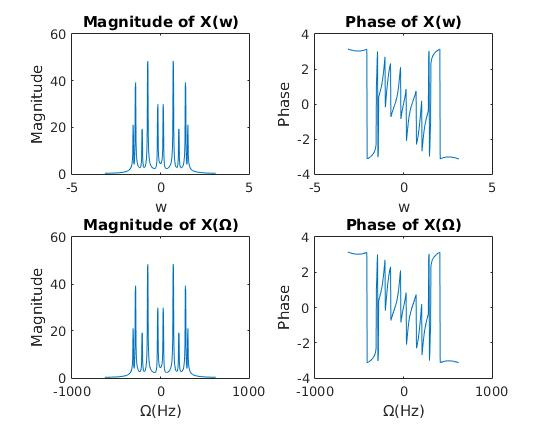 Magnitude of X(w)
60
40
20
0
Magnitude
-5
0
5
w
Phase of X(w)
4
2
0
-2
-4
Phase
-5
0
5
w
Magnitude of X(Ω)
60
40
20
0
Magnitude
-1000
0
1000
Ω(Hz)
Phase of X(Ω)
4
2
0
-2
-4
Phase
-1000
0
1000
Ω(Hz)